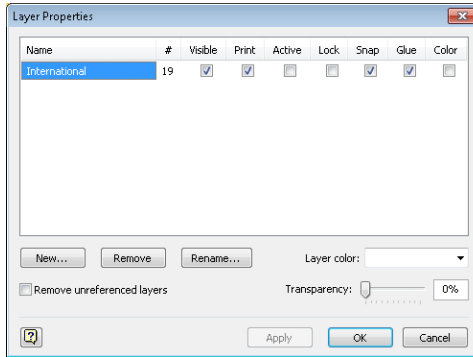 Layer Properties
Name # Visible Print Active Lock Snap Glue Color
International 19
New... Remove Rename... Layer color:
Remove unreferenced layers Transparency: 0%
Apply OK Cancel